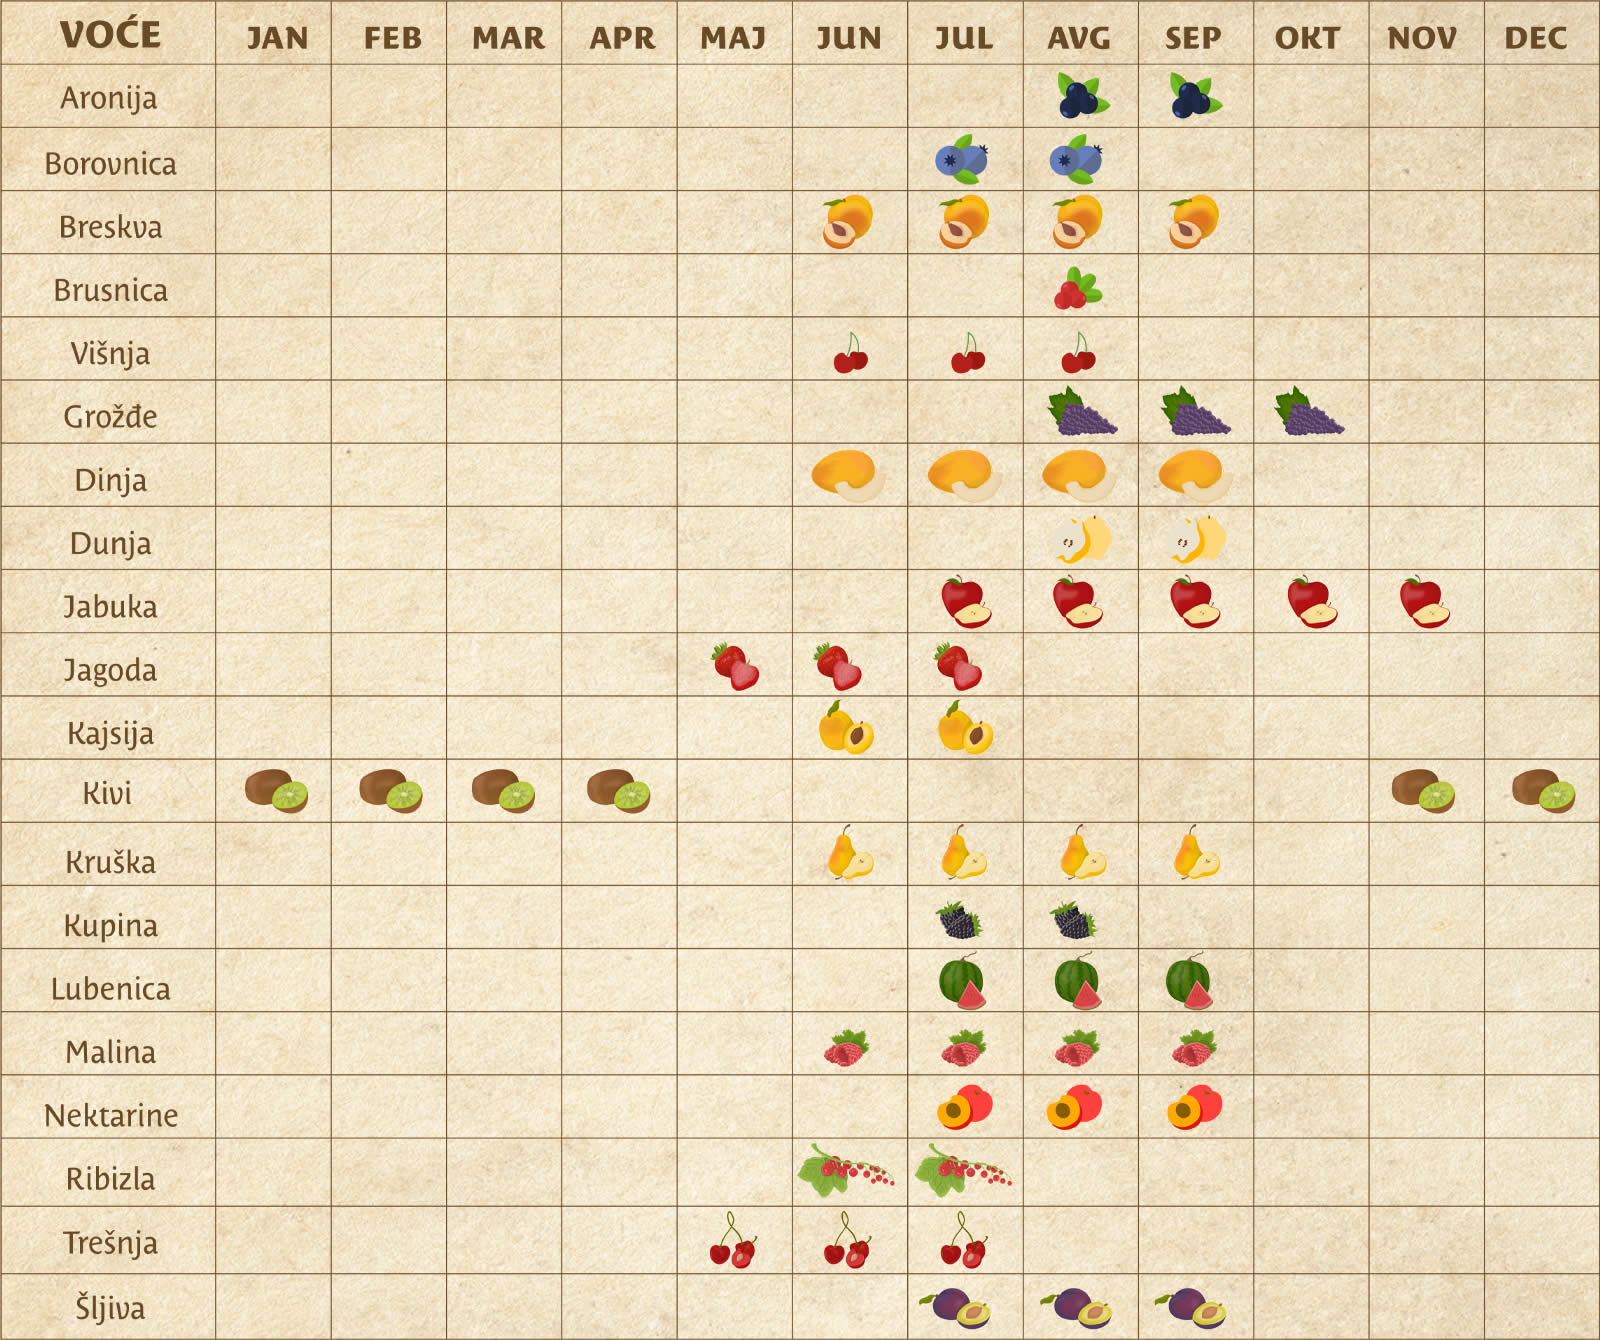 VOĆE JAN FEB MAR APR MAJ JUN JUL AVG SEP OKT NOV DEC
Aronija
Borovnica
Breskva
Brusnica
Višnja
Grožđe
Dinja
Dunja
Jabuka
Jagoda
Kajsija
Kivi
Kruška
Kupina
Lubenica
Malina
Nektarine
Ribizla
Trešnja
Šljiva